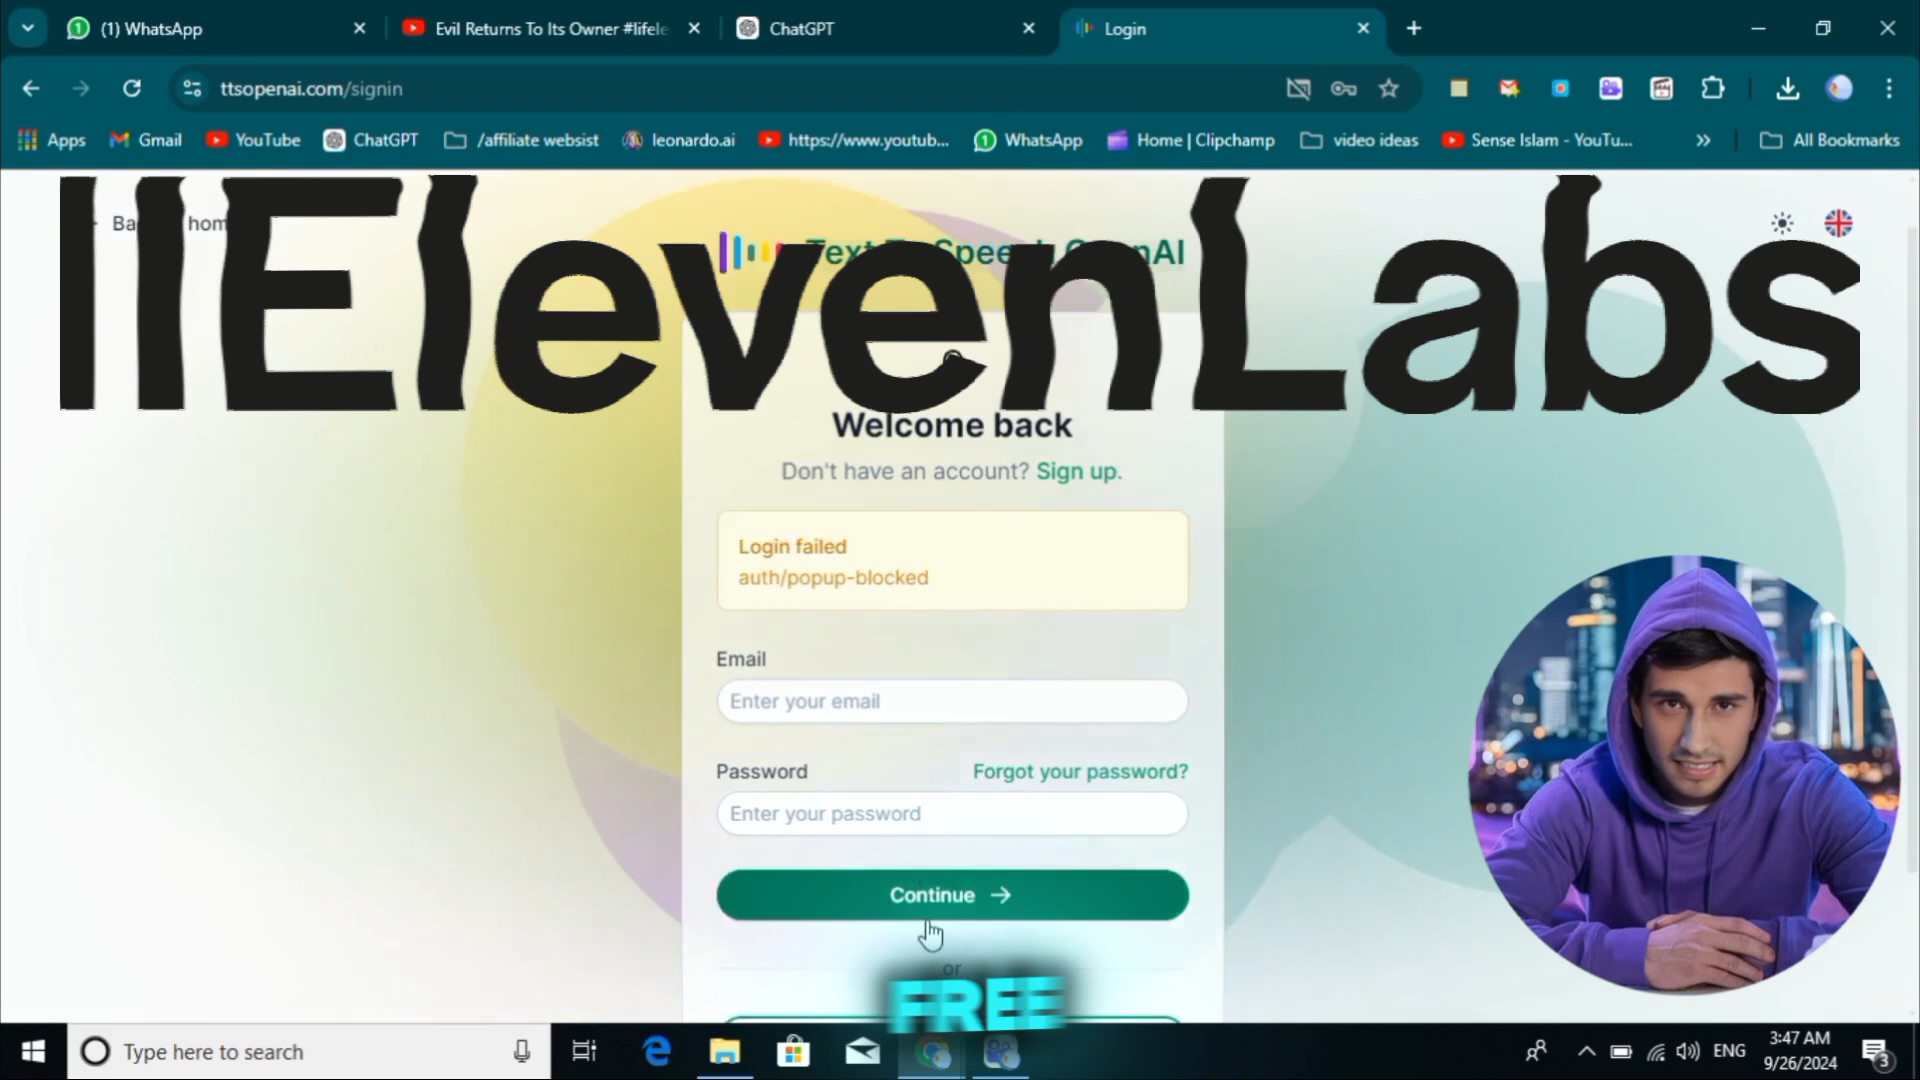 (1) WhatsApp
Evil Returns To Its Owner #lifele
ChatGPT
Login
ttsopenai.com/signin
Apps
Gmail
YouTube
ChatGPT
/affiliate websist
leonardo.ai
https://www.youtub...
WhatsApp
Home | Clipchamp
video ideas
Sense Islam - YouTu...
All Bookmarks
IIElevenLabs
Welcome back
Don't have an account? Sign up.
Login failed
auth/popup-blocked
Email
Enter your email
Password
Forgot your password?
Enter your password
Continue →
or
FREE
Type here to search
ENG
3:47 AM
9/26/2024
3